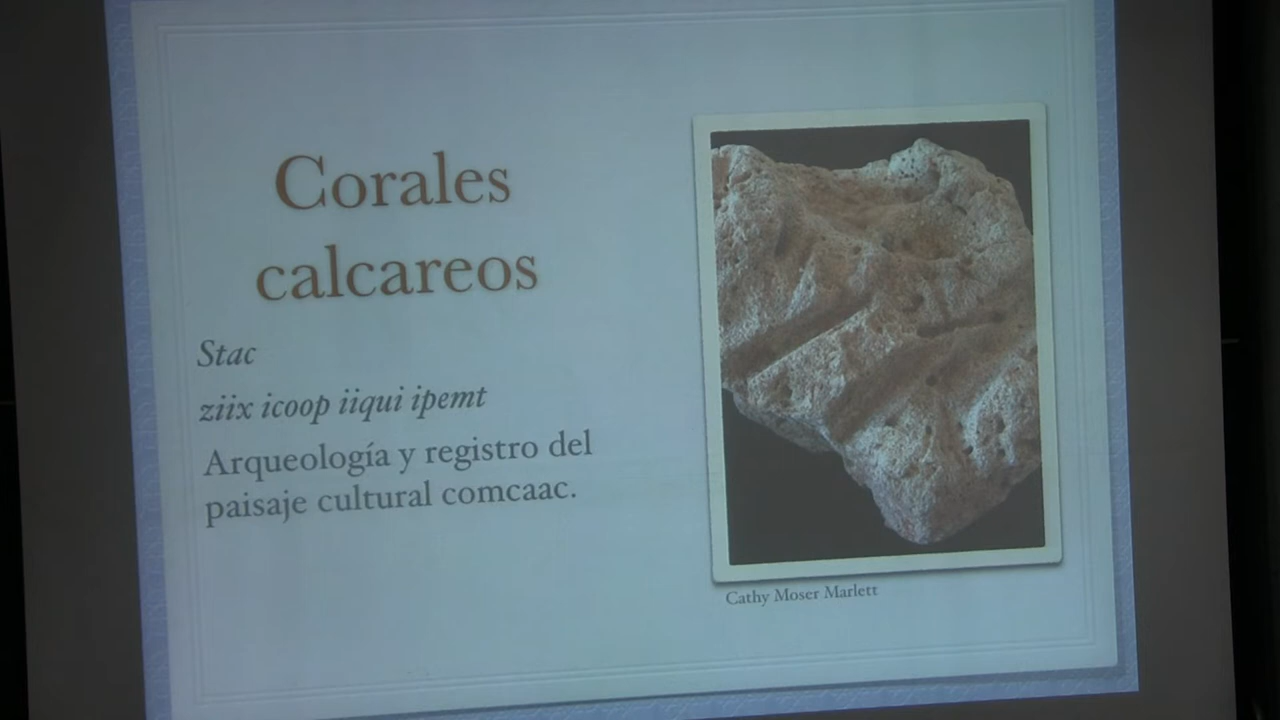 Corales
calcareos
Stac
ziix icoop iiqui ipemt
Arqueología y registro del
paisaje cultural comcaac.
Cathy Moser Marlett